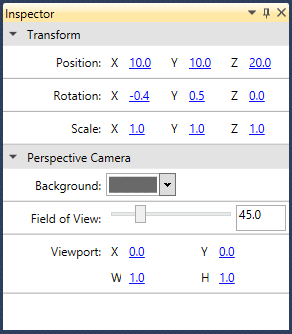 Inspector
Transform
Position: X 10.0 Y 10.0 Z 20.0
Rotation: X -0.4 Y 0.5 Z 0.0
Scale: X 1.0 Y 1.0 Z 1.0
Perspective Camera
Background:
Field of View: 45.0
Viewport: X 0.0 Y 0.0
W 1.0 H 1.0